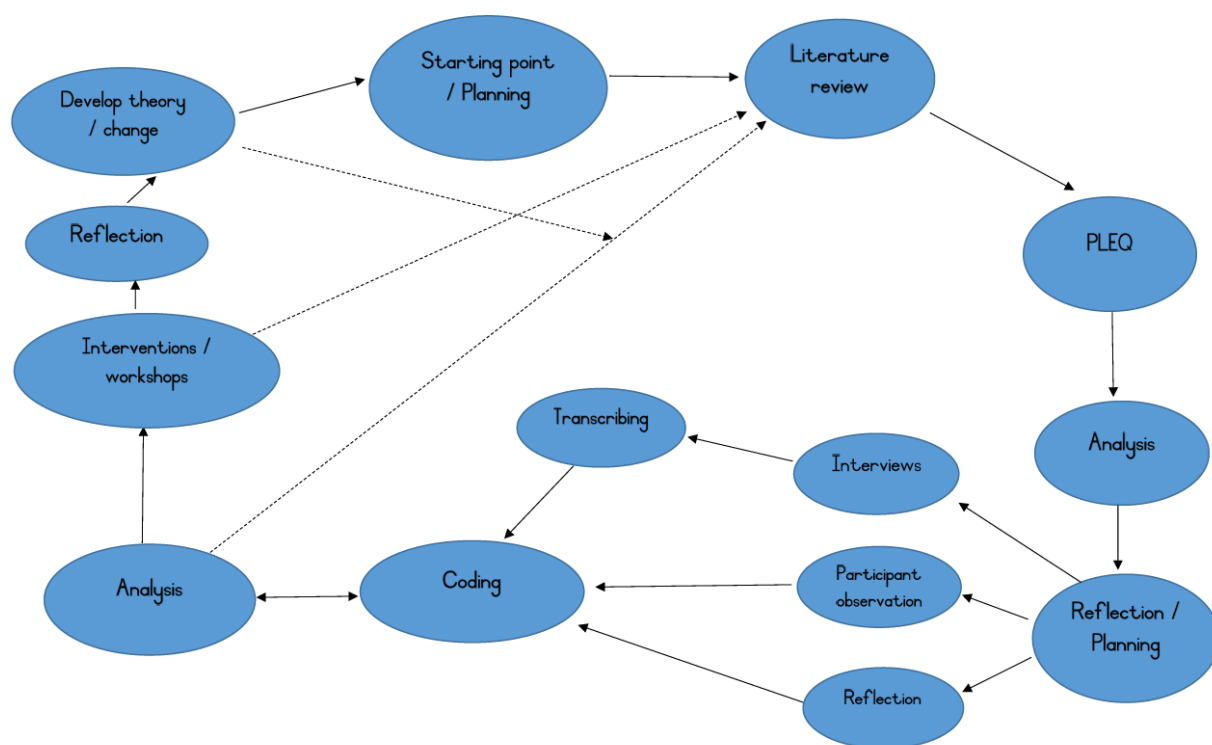 Starting point
/ Planning
Literature
review
Develop theory
/ change
Reflection
PLEQ
Interventions /
workshops
Transcribing
Interviews
Analysis
Analysis
Coding
Participant
observation
Reflection /
Planning
Reflection